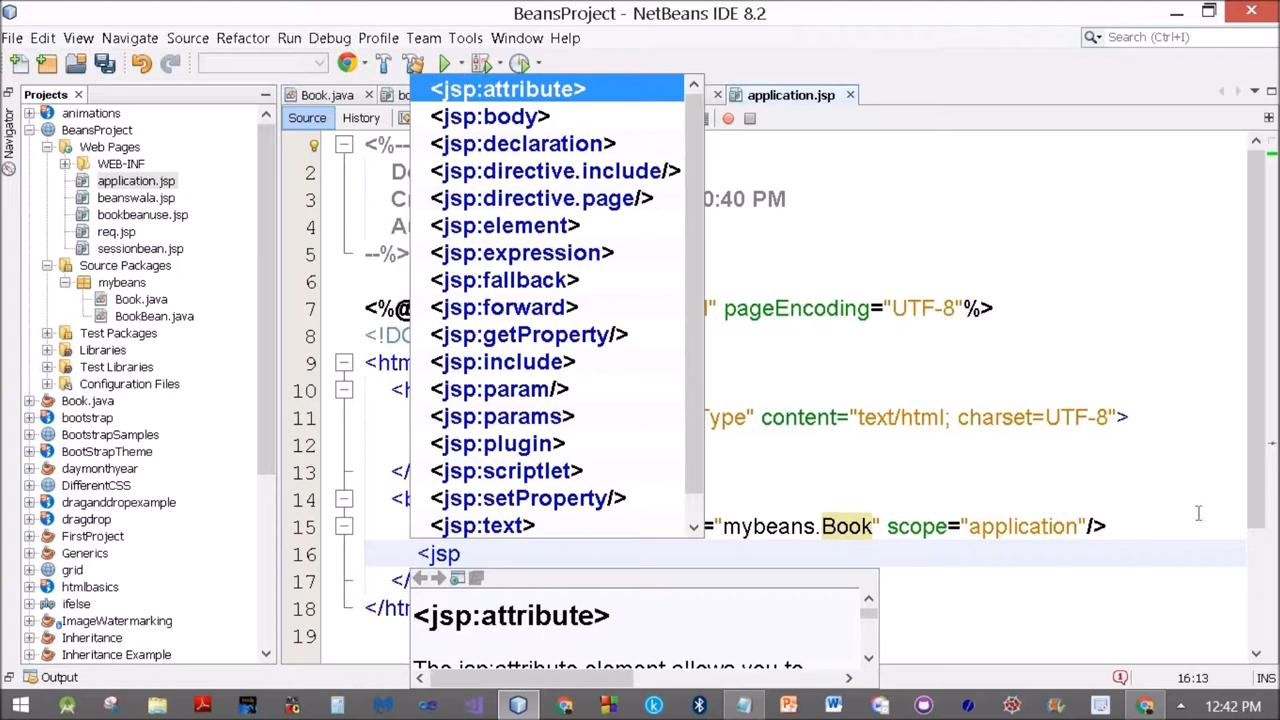 BeansProject - NetBeans IDE 8.2
File Edit View Navigate Source Refactor Run Debug Profile Team Tools Window Help
Search (Ctrl+I)
Projects
Navigator
animations
BeansProject
Web Pages
WEB-INF
application.jsp
beanswala.jsp
bookbeanuse.jsp
req.jsp
sessionbean.jsp
Source Packages
mybeans
Book.java
BookBean.java
Test Packages
Libraries
Test Libraries
Configuration Files
Book.java
bootstrap
BootstrapSamples
BootStrapTheme
daymonthyear
DifferentCSS
draganddropexample
dragdrop
FirstProject
Generics
grid
htmlbasics
ifelse
ImageWatermarking
Inheritance
Inheritance Example
Book.java bo application.jsp
Source History
<%--
2 Do
3 Cr 0:40 PM
4 Au
5 --%>
6
7 <%@ " pageEncoding="UTF-8"%>
8 <!DO
9 <htm
10 <h
11 Type" content="text/html; charset=UTF-8">
12
13 </
14 <b
15 ="mybeans.Book" scope="application"/>
16 <jsp
17 </
18 </htm
19
<jsp:attribute>
<jsp:body>
<jsp:declaration>
<jsp:directive.include/>
<jsp:directive.page/>
<jsp:element>
<jsp:expression>
<jsp:fallback>
<jsp:forward>
<jsp:getProperty/>
<jsp:include>
<jsp:param/>
<jsp:params>
<jsp:plugin>
<jsp:scriptlet>
<jsp:setProperty/>
<jsp:text>
<jsp:attribute>
The jsp:attribute element allows you to
Output
16:13 INS
12:42 PM